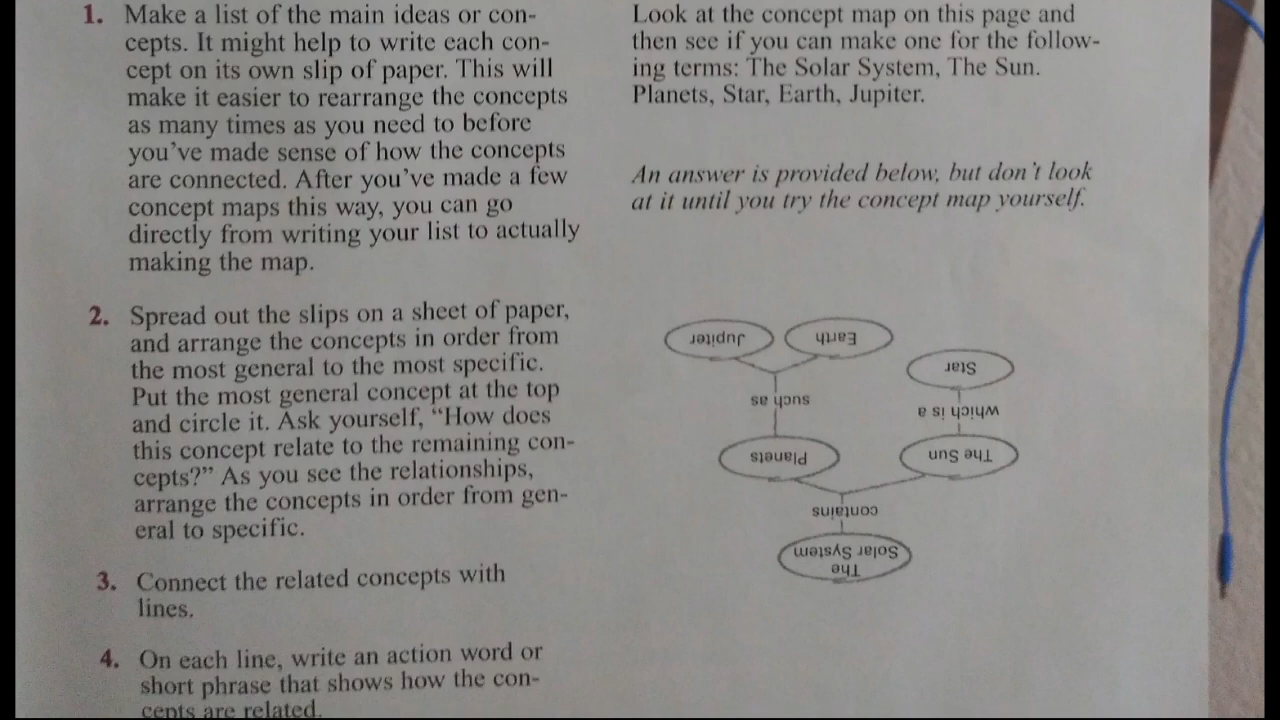 1. Make a list of the main ideas or con-
cepts. It might help to write each con-
cept on its own slip of paper. This will
make it easier to rearrange the concepts
as many times as you need to before
you've made sense of how the concepts
are connected. After you've made a few
concept maps this way, you can go
directly from writing your list to actually
making the map.
2. Spread out the slips on a sheet of paper,
and arrange the concepts in order from
the most general to the most specific.
Put the most general concept at the top
and circle it. Ask yourself, "How does
this concept relate to the remaining con-
cepts?" As you see the relationships,
arrange the concepts in order from gen-
eral to specific.
3. Connect the related concepts with
lines.
4. On each line, write an action word or
short phrase that shows how the con-
cepts are related.
Look at the concept map on this page and
then see if you can make one for the follow-
ing terms: The Solar System, The Sun.
Planets, Star, Earth, Jupiter.
An answer is provided below, but don't look
at it until you try the concept map yourself.
The
Solar System
contains
The Sun
Planets
which is a
such as
Star
Earth
Jupiter